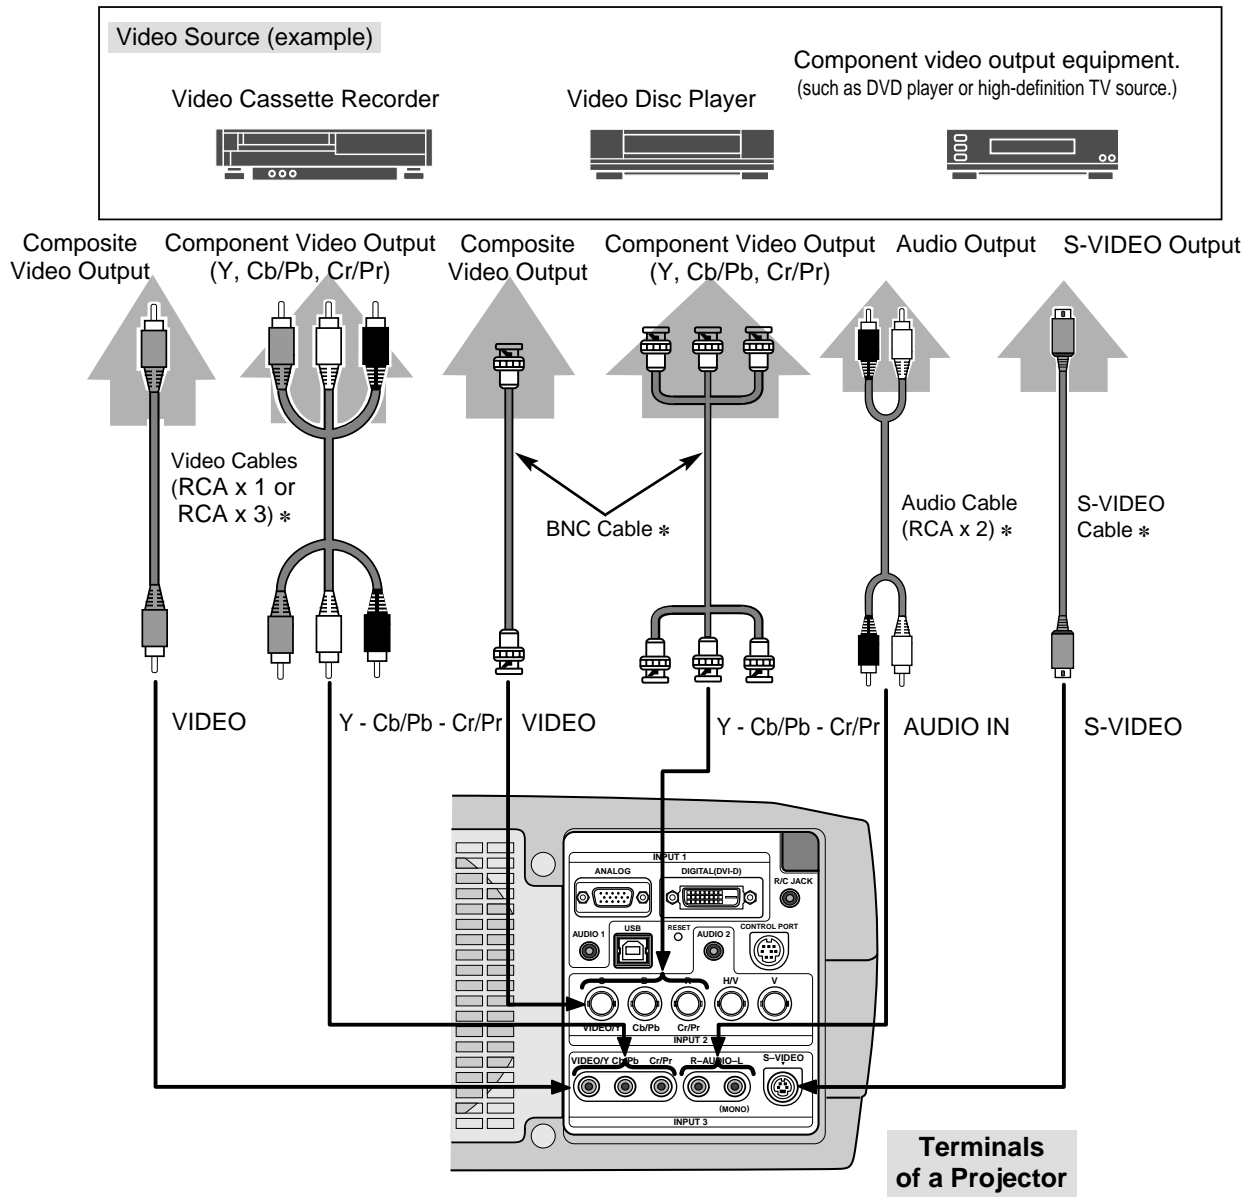 Video Source (example)
Component video output equipment.
(such as DVD player or high-definition TV source.)
Video Cassette Recorder
Video Disc Player
Composite
Video Output
Component Video Output
(Y, Cb/Pb, Cr/Pr)
Composite
Video Output
Component Video Output
(Y, Cb/Pb, Cr/Pr)
Audio Output
S-VIDEO Output
Video Cables
(RCA x 1 or
RCA x 3) *
BNC Cable *
Audio Cable
(RCA x 2) *
S-VIDEO
Cable *
VIDEO
Y - Cb/Pb - Cr/Pr
VIDEO
Y - Cb/Pb - Cr/Pr
AUDIO IN
S-VIDEO
INPUT 1
ANALOG
DIGITAL(DVI-D)
R/C JACK
AUDIO 1
USB
RESET
AUDIO 2
CONTROL PORT
G
B
R
H/V
V
VIDEO/Y
Cb/Pb
Cr/Pr
INPUT 2
VIDEO/Y
Cb/Pb
Cr/Pr
R–AUDIO–L
S–VIDEO
(MONO)
INPUT 3
Terminals
of a Projector